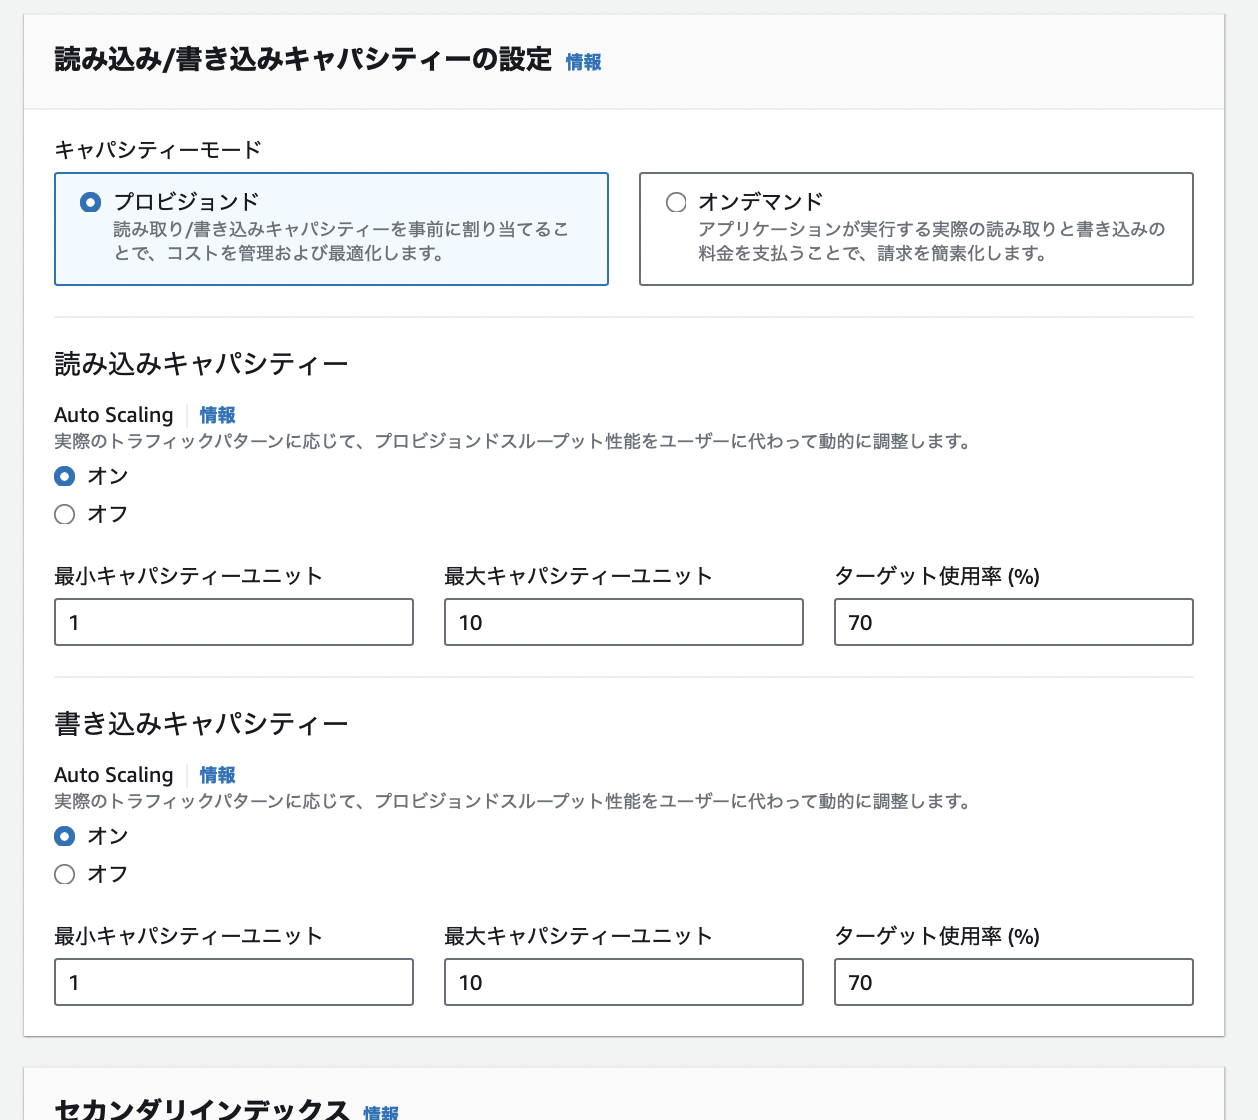 読み込み/書き込みキャパシティーの設定 情報
キャパシティーモード
プロビジョンド
読み取り/書き込みキャパシティーを事前に割り当てるこ
とで、コストを管理および最適化します。
オンデマンド
アプリケーションが実行する実際の読み取りと書き込みの
料金を支払うことで、請求を簡素化します。
読み込みキャパシティー
Auto Scaling 情報
実際のトラフィックパターンに応じて、プロビジョンドスループット性能をユーザーに代わって動的に調整します。
オン
オフ
最小キャパシティーユニット 最大キャパシティーユニット ターゲット使用率 (%)
1 10 70
書き込みキャパシティー
Auto Scaling 情報
実際のトラフィックパターンに応じて、プロビジョンドスループット性能をユーザーに代わって動的に調整します。
オン
オフ
最小キャパシティーユニット 最大キャパシティーユニット ターゲット使用率 (%)
1 10 70
セカンダリインデックス 情報